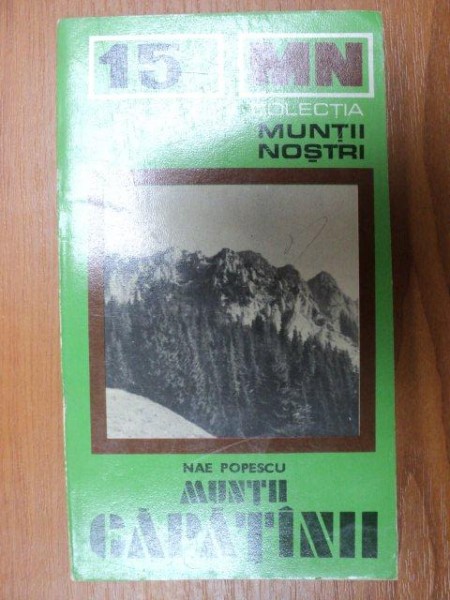 15 MN
COLECȚIA
MUNȚII
NOȘTRI
NAE POPESCU
MUNȚII
CĂPĂȚÎNII